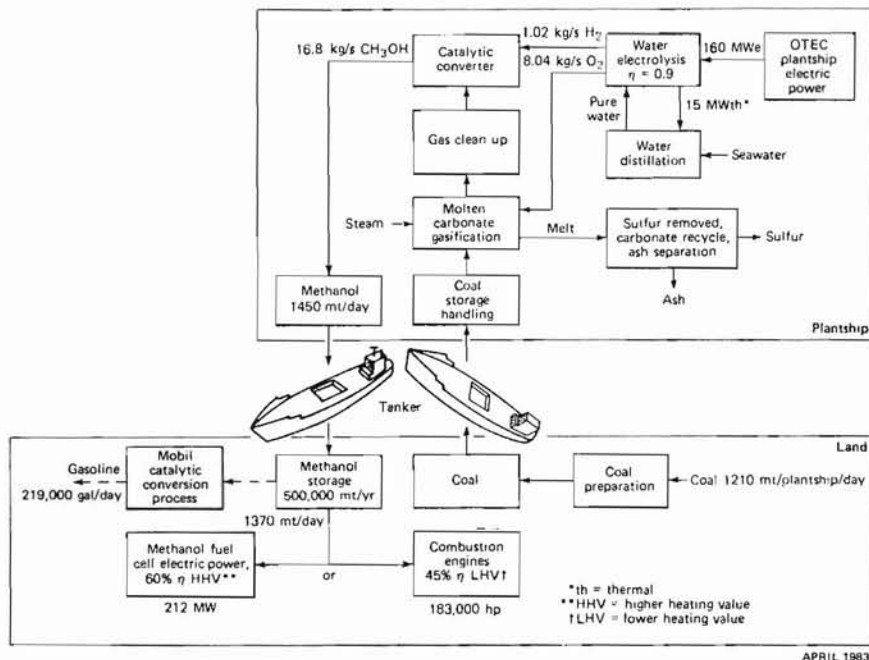 1.02 kg/s H2
16.8 kg/s CH3OH
Catalytic
converter
8.04 kg/s O2
Water
electrolysis
η = 0.9
160 MWe
OTEC
plantship
electric
power
Pure
water
15 MWth*
Gas clean up
Water
distillation
Seawater
Steam
Molten
carbonate
gasification
Melt
Sulfur removed,
carbonate recycle,
ash separation
Sulfur
Ash
Methanol
1450 mt/day
Coal
storage
handling
Plantship
Tanker
Land
Gasoline
219,000 gal/day
Mobil
catalytic
conversion
process
Methanol
storage
500,000 mt/yr
Coal
Coal
preparation
Coal 1210 mt/plantship/day
1370 mt/day
Methanol fuel
cell electric power,
60% η HHV**
212 MW
or
Combustion
engines
45% η LHV†
183,000 hp
*th = thermal
**HHV = higher heating value
†LHV = lower heating value
APRIL 1983